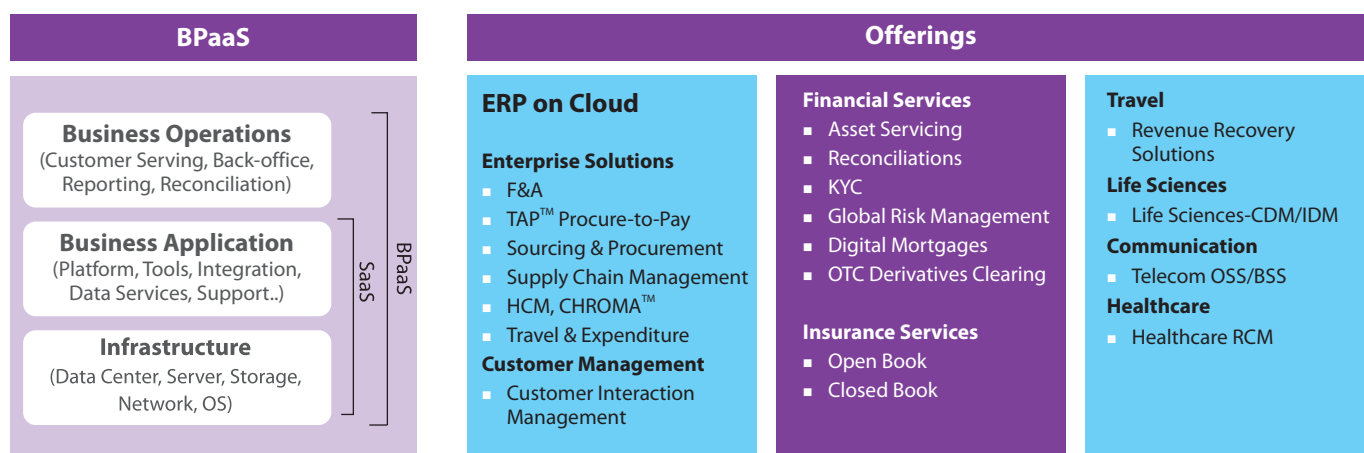 BPaaS
Business Operations
(Customer Serving, Back-office,
Reporting, Reconciliation)
Business Application
(Platform, Tools, Integration,
Data Services, Support..)
Infrastructure
(Data Center, Server, Storage,
Network, OS)
SaaS
BPaaS
Offerings
ERP on Cloud
Enterprise Solutions
▪ F&A
▪ TAP™ Procure-to-Pay
▪ Sourcing & Procurement
▪ Supply Chain Management
▪ HCM, CHROMA™
▪ Travel & Expenditure
Customer Management
▪ Customer Interaction
Management
Financial Services
▪ Asset Servicing
▪ Reconciliations
▪ KYC
▪ Global Risk Management
▪ Digital Mortgages
▪ OTC Derivatives Clearing
Insurance Services
▪ Open Book
▪ Closed Book
Travel
▪ Revenue Recovery
Solutions
Life Sciences
▪ Life Sciences-CDM/IDM
Communication
▪ Telecom OSS/BSS
Healthcare
▪ Healthcare RCM